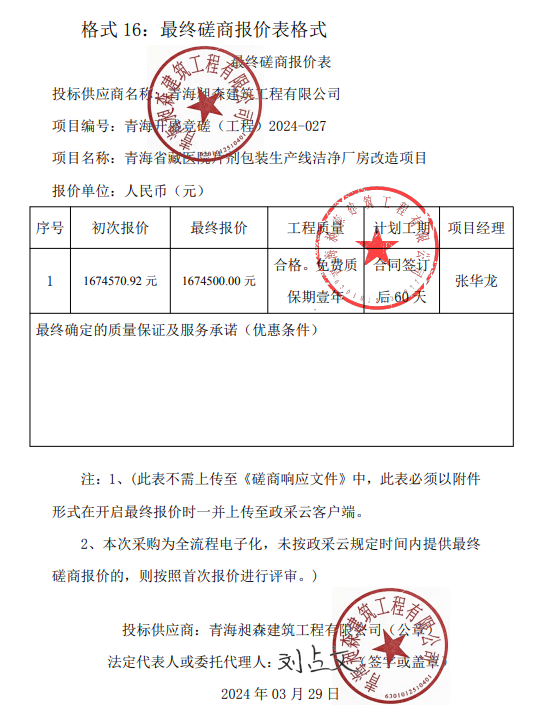 格式 16：最终磋商报价表格式
最终磋商报价表
投标供应商名称：青海昶森建筑工程有限公司
项目编号：青海开盛竞磋（工程）2024-027
项目名称：青海省藏医院片剂包装生产线洁净厂房改造项目
报价单位：人民币（元）
序号 初次报价 最终报价 工程质量 计划工期 项目经理
1 1674570.92 元 1674500.00 元 合格。免费质保期壹年 合同签订后 60 天 张华龙
最终确定的质量保证及服务承诺（优惠条件）
注：1、(此表不需上传至《磋商响应文件》中，此表必须以附件
形式在开启最终报价时一并上传至政采云客户端。
2、本次采购为全流程电子化，未按政采云规定时间内提供最终
磋商报价的，则按照首次报价进行评审。)
投标供应商：青海昶森建筑工程有限公司（公章）
法定代表人或委托代理人： （签字或盖章）
2024 年 03 月 29 日
青海昶森建筑工程有限公司
6301012510401